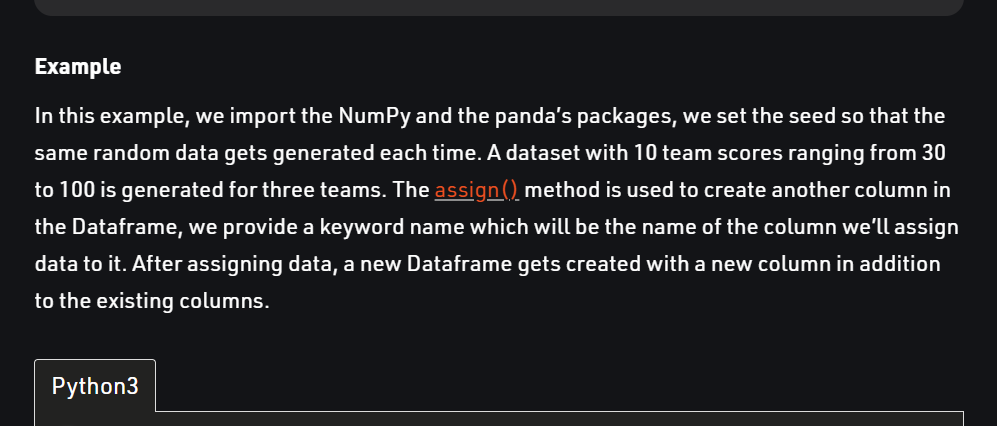 Example
In this example, we import the NumPy and the panda’s packages, we set the seed so that the
same random data gets generated each time. A dataset with 10 team scores ranging from 30
to 100 is generated for three teams. The assign() method is used to create another column in
the Dataframe, we provide a keyword name which will be the name of the column we’ll assign
data to it. After assigning data, a new Dataframe gets created with a new column in addition
to the existing columns.
Python3